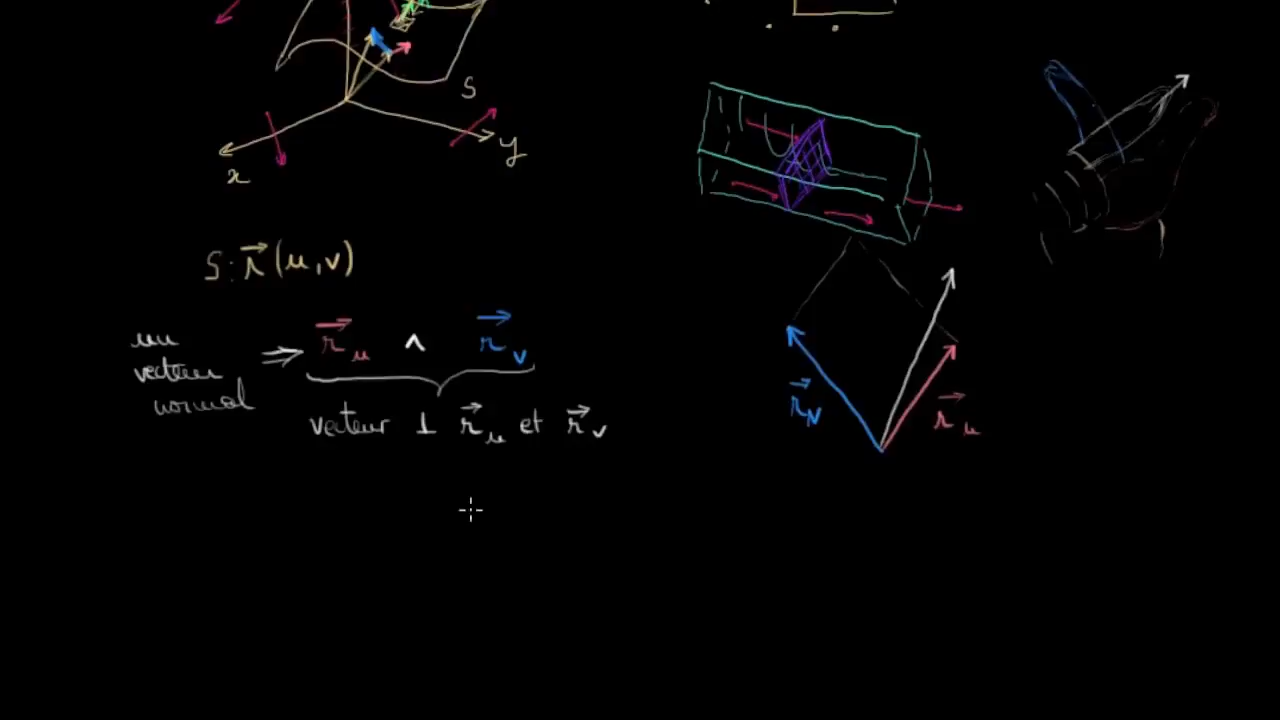 S
x
y
S: r⃗(u,v)
un
vecteur
normal
⇒ r⃗u ∧ r⃗v
vecteur ⊥ r⃗u et r⃗v
r⃗v
r⃗u